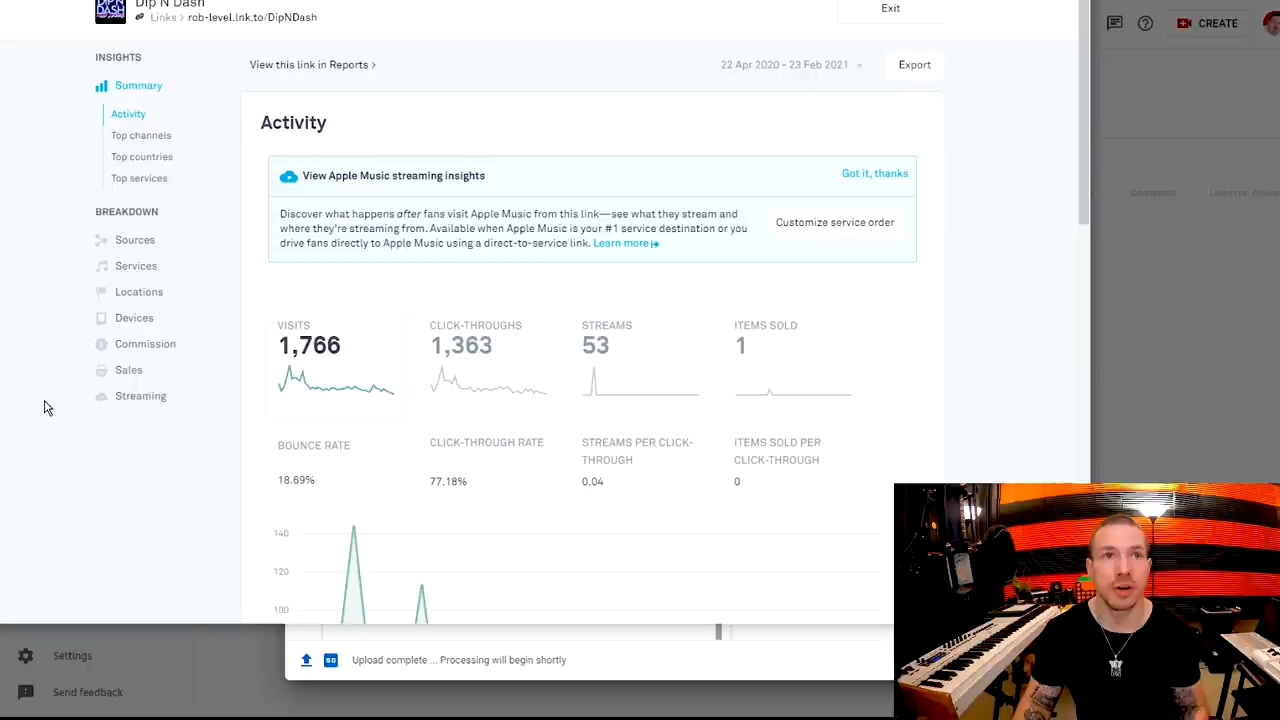 DIP N
DASH
Dip N Dash
Links > rob-level.lnk.to/DipNDash
Exit
CREATE
INSIGHTS
Summary
Activity
Top channels
Top countries
Top services
BREAKDOWN
Sources
Services
Locations
Devices
Commission
Sales
Streaming
View this link in Reports >
22 Apr 2020 - 23 Feb 2021
Export
Activity
View Apple Music streaming insights
Got it, thanks
Discover what happens after fans visit Apple Music from this link—see what they stream and
where they're streaming from. Available when Apple Music is your #1 service destination or you
drive fans directly to Apple Music using a direct-to-service link. Learn more
Customize service order
VISITS
1,766
CLICK-THROUGHS
1,363
STREAMS
53
ITEMS SOLD
1
BOUNCE RATE
18.69%
CLICK-THROUGH RATE
77.18%
STREAMS PER CLICK-
THROUGH
0.04
ITEMS SOLD PER
CLICK-THROUGH
0
140
120
100
Comments
Settings
Send feedback
SD
Upload complete ... Processing will begin shortly